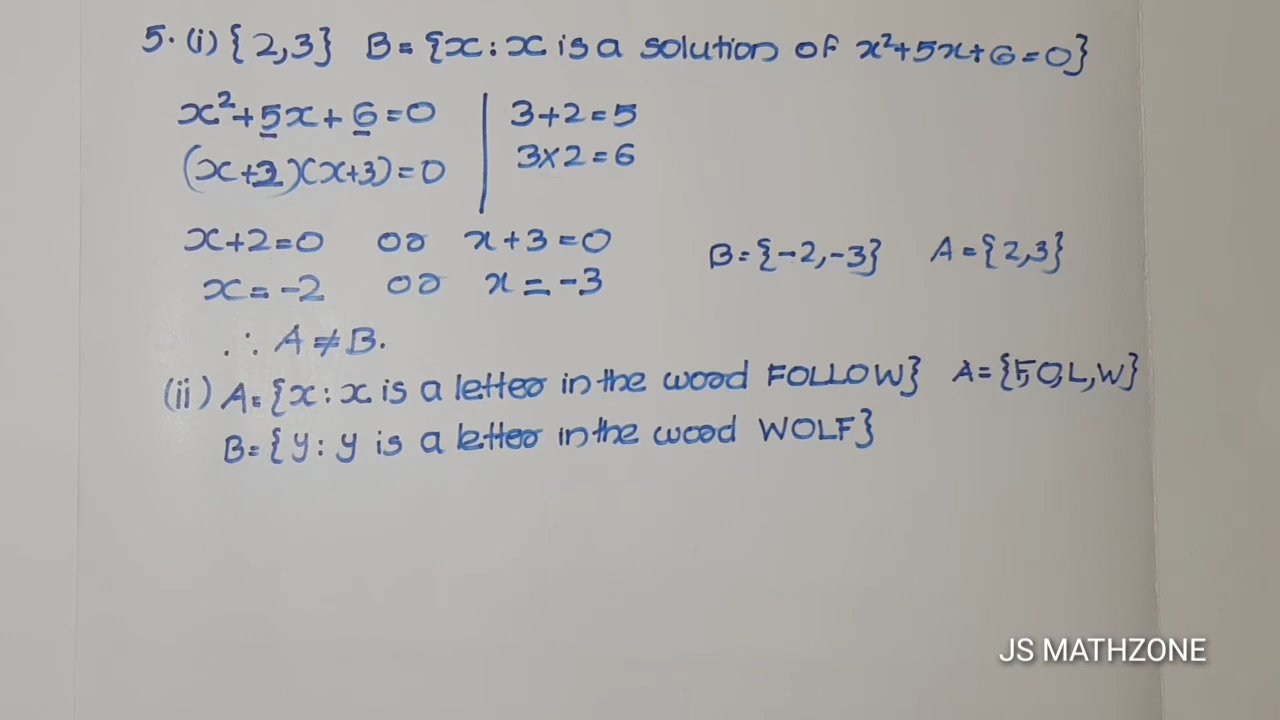 5. (i) {2,3} B = {x : x is a solution of x²+5x+6=0}
x²+5x+6=0 | 3+2=5
(x+2)(x+3)=0 | 3×2=6
x+2=0 or x+3=0
x=-2 or x=-3
B={-2,-3} A={2,3}
∴ A≠B.
(ii) A={x : x is a letter in the word FOLLOW} A={F,O,L,W}
B={y : y is a letter in the word WOLF}
JS MATHZONE